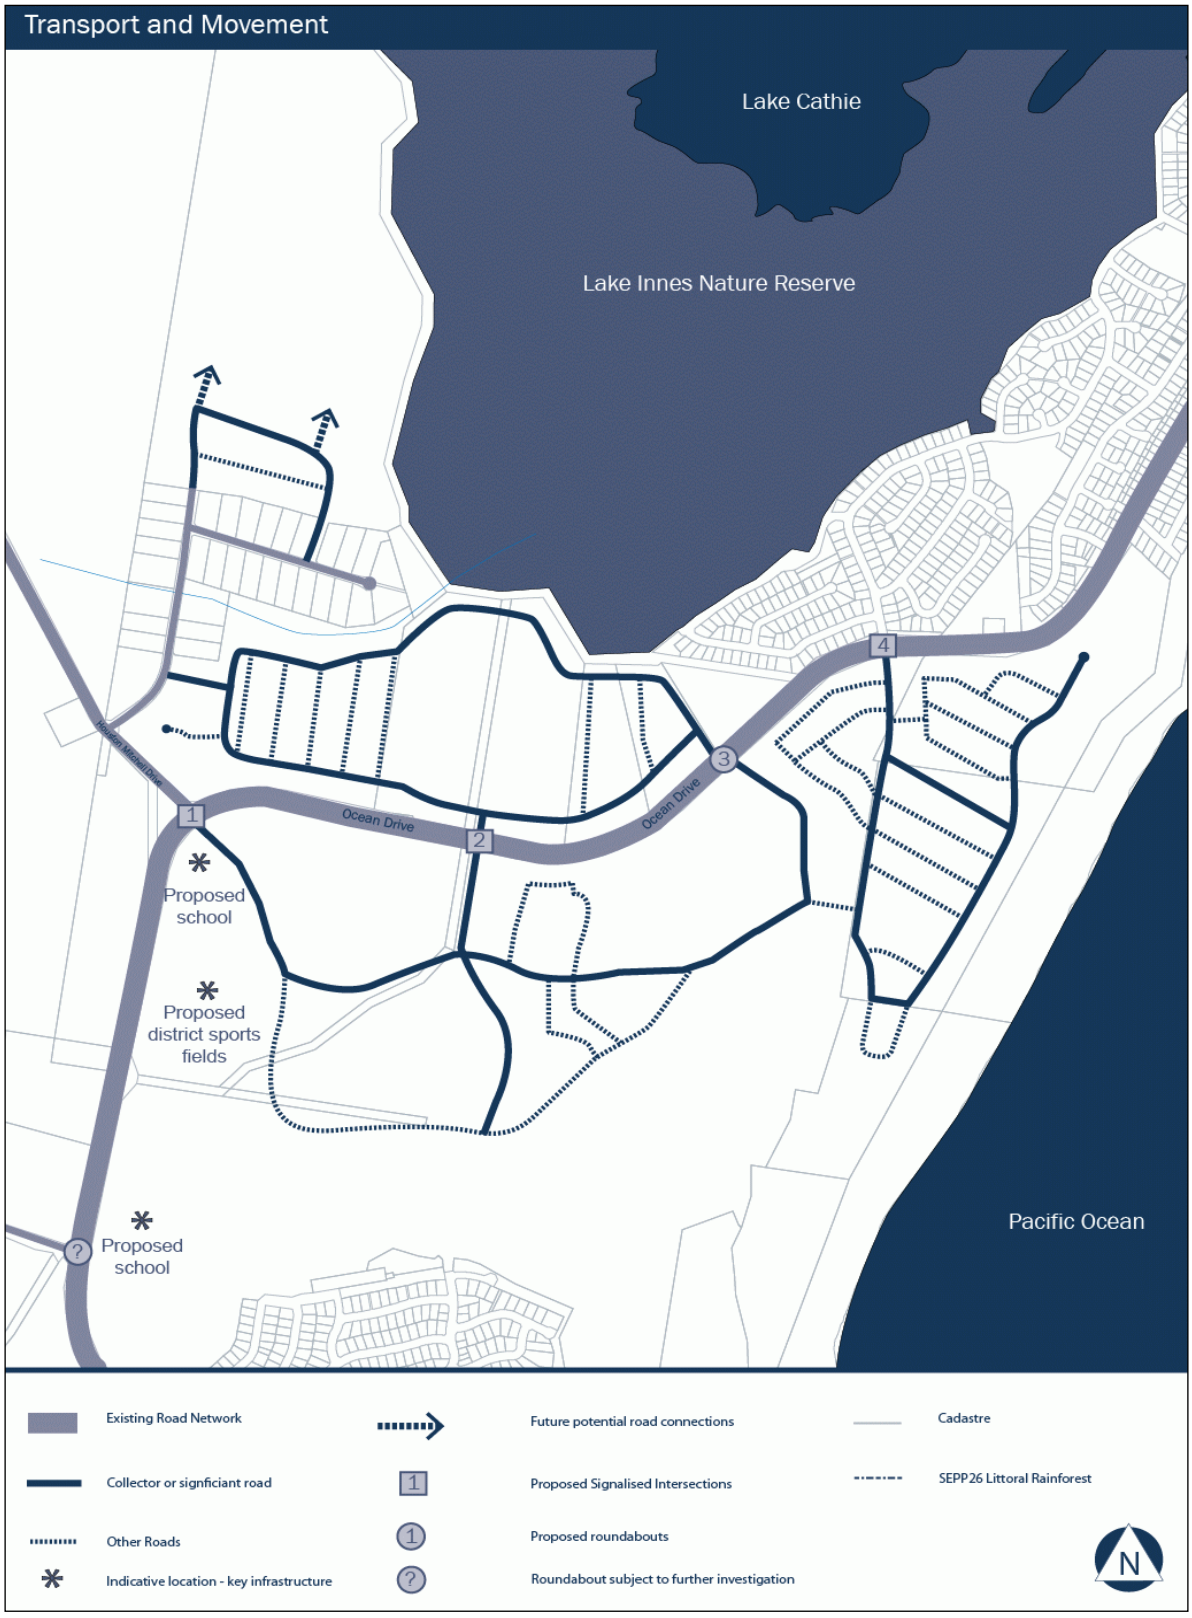 Transport and Movement
Lake Cathie
Lake Innes Nature Reserve
4
3
Houston Mitchell Drive
1
Ocean Drive
2
Ocean Drive
Proposed
school
Proposed
district sports
fields
Pacific Ocean
?
Proposed
school
Existing Road Network
Future potential road connections
Cadastre
Collector or signficiant road
1
Proposed Signalised Intersections
SEPP26 Littoral Rainforest
Other Roads
1
Proposed roundabouts
Indicative location - key infrastructure
?
Roundabout subject to further investigation
N